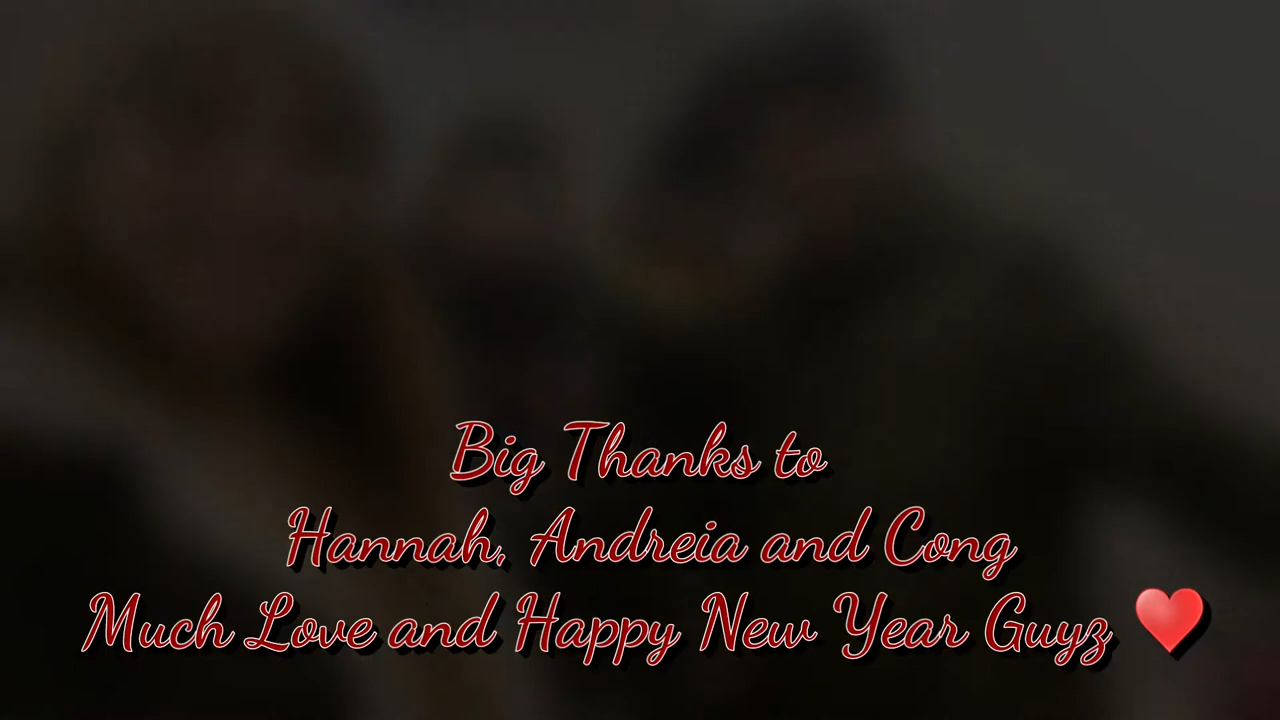 Big Thanks to
Hannah, Andreia and Cong
Much Love and Happy New Year Guyz ❤️